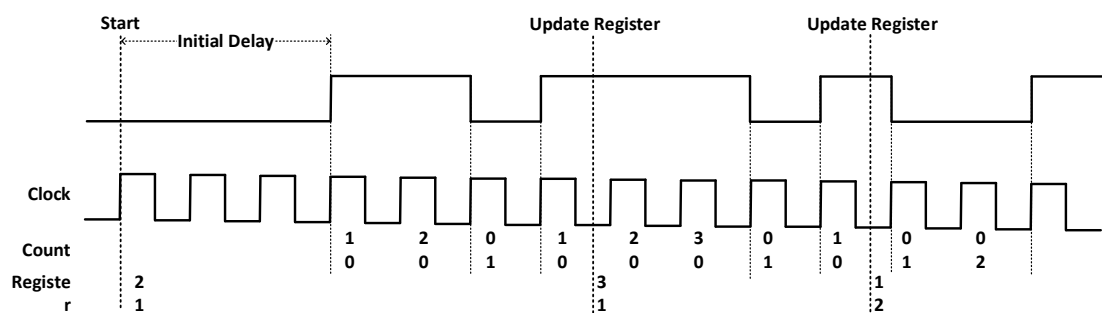 Start Update Register Update Register
Initial Delay
Clock
1 2 0 1 2 3 0 1 0 0
Count
0 0 1 0 0 0 1 0 1 2
Registe 2 3 1
r 1 1 2